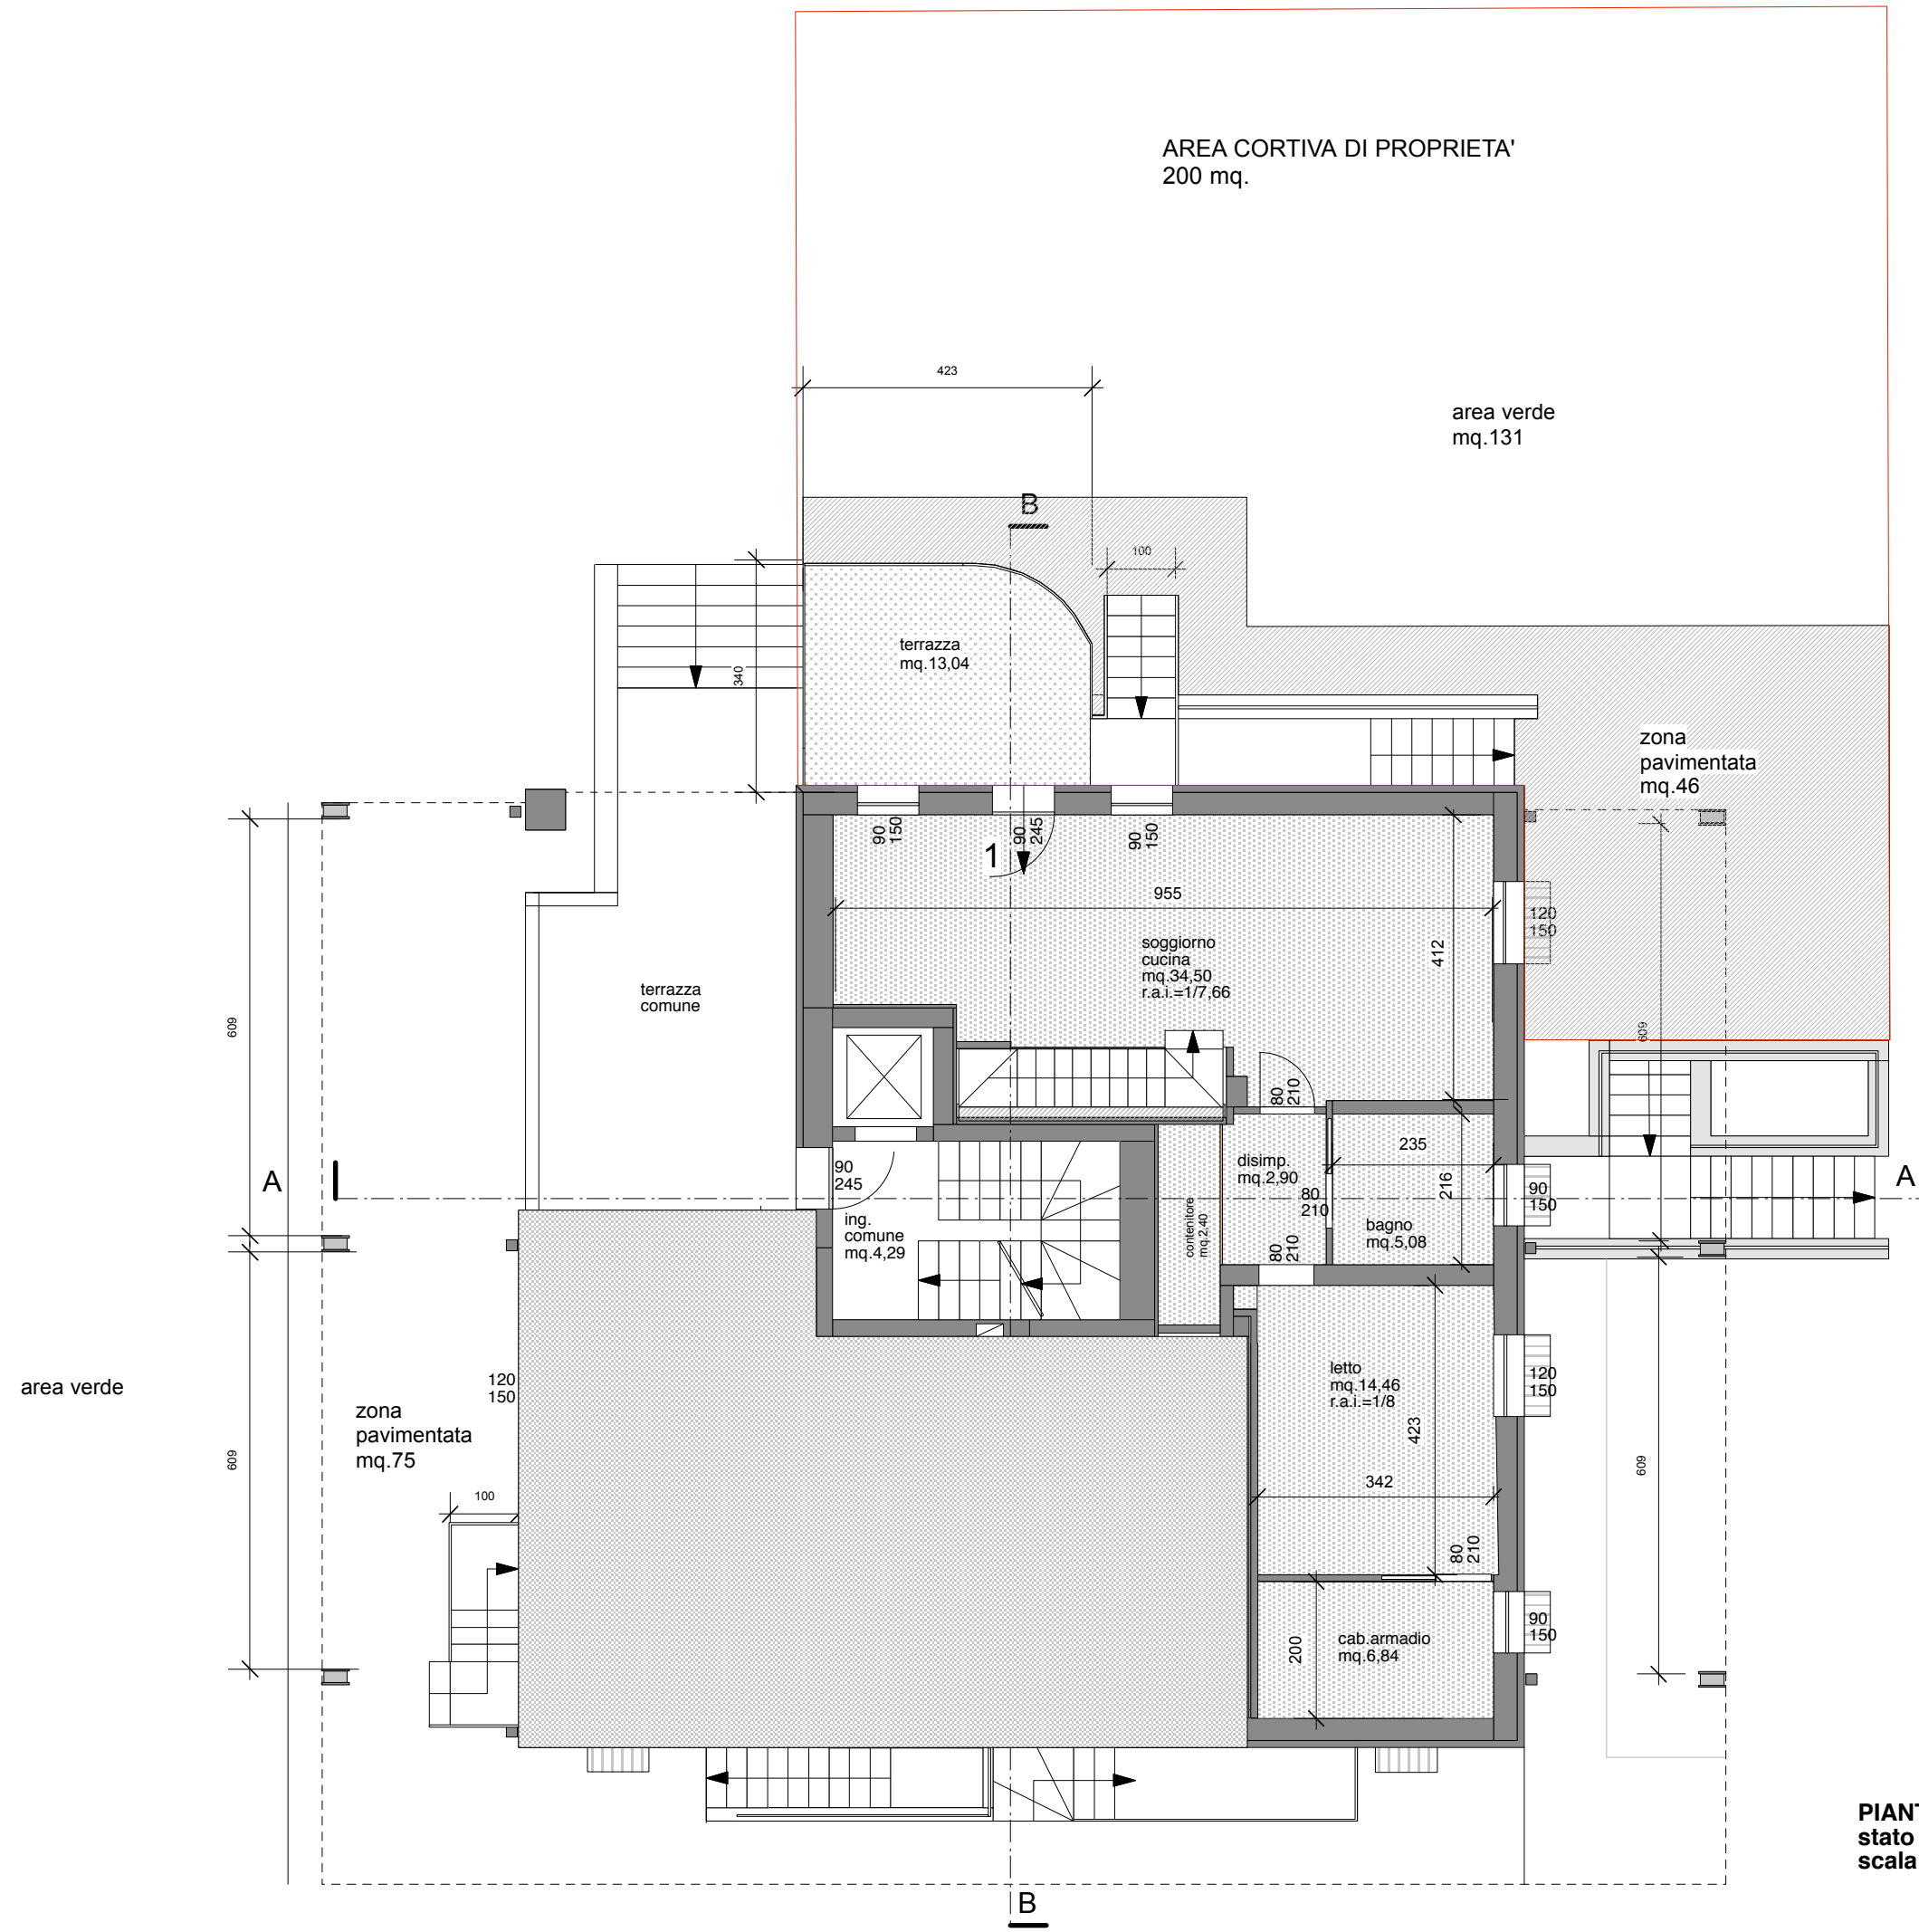 AREA CORTIVA DI PROPRIETA'
200 mq.
423
area verde
mq.131
B
100
340
terrazza
mq.13,04
zona
pavimentata
mq.46
90
150
1
90
245
90
150
955
412
120
150
soggiorno
cucina
mq.34,50
r.a.i.=1/7,66
terrazza
comune
609
609
80
210
A
90
245
disimp.
mq.2,90
235
216
80
210
90
150
A
ing.
comune
mq.4,29
contenitore
mq.2,40
bagno
mq.5,08
80
210
area verde
120
150
zona
pavimentata
mq.75
609
letto
mq.14,46
r.a.i.=1/8
423
120
150
609
342
100
80
210
200
cab.armadio
mq.6,84
90
150
B
PIANT
stato
scala